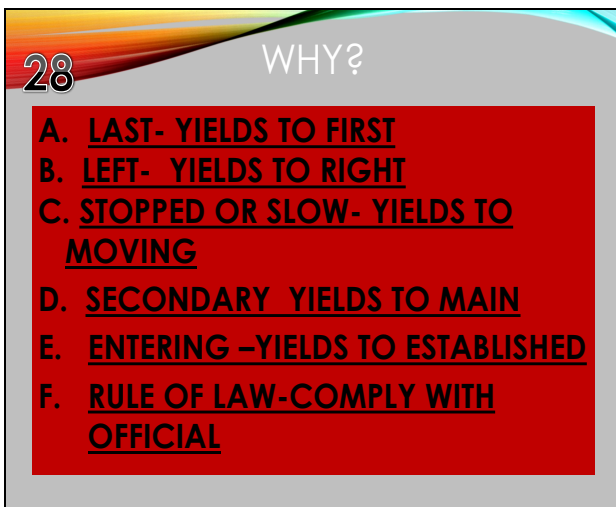 28
WHY?
A. LAST- YIELDS TO FIRST
B. LEFT- YIELDS TO RIGHT
C. STOPPED OR SLOW- YIELDS TO
MOVING
D. SECONDARY YIELDS TO MAIN
E. ENTERING –YIELDS TO ESTABLISHED
F. RULE OF LAW-COMPLY WITH
OFFICIAL